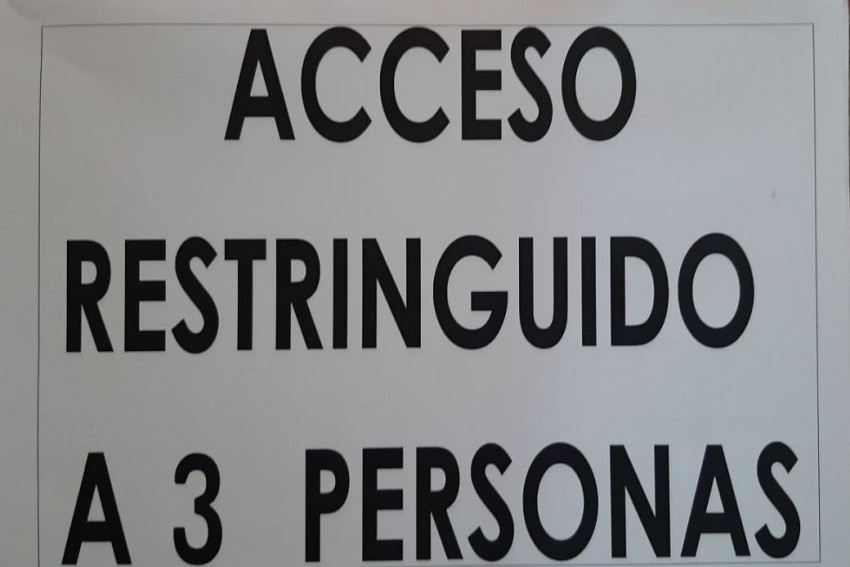 ACCESO
RESTRINGUIDO
A 3 PERSONAS